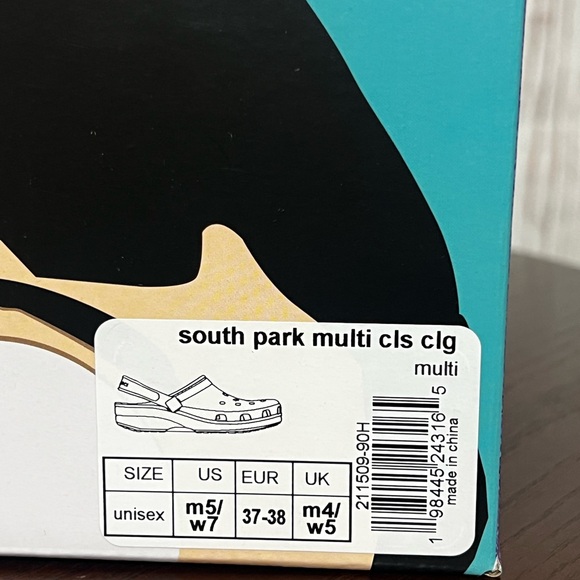 south park multi cls clg
multi
SIZE US EUR UK
unisex m5/ w7 37-38 m4/ w5
211509-90H
1 98445 24316 5
made in china